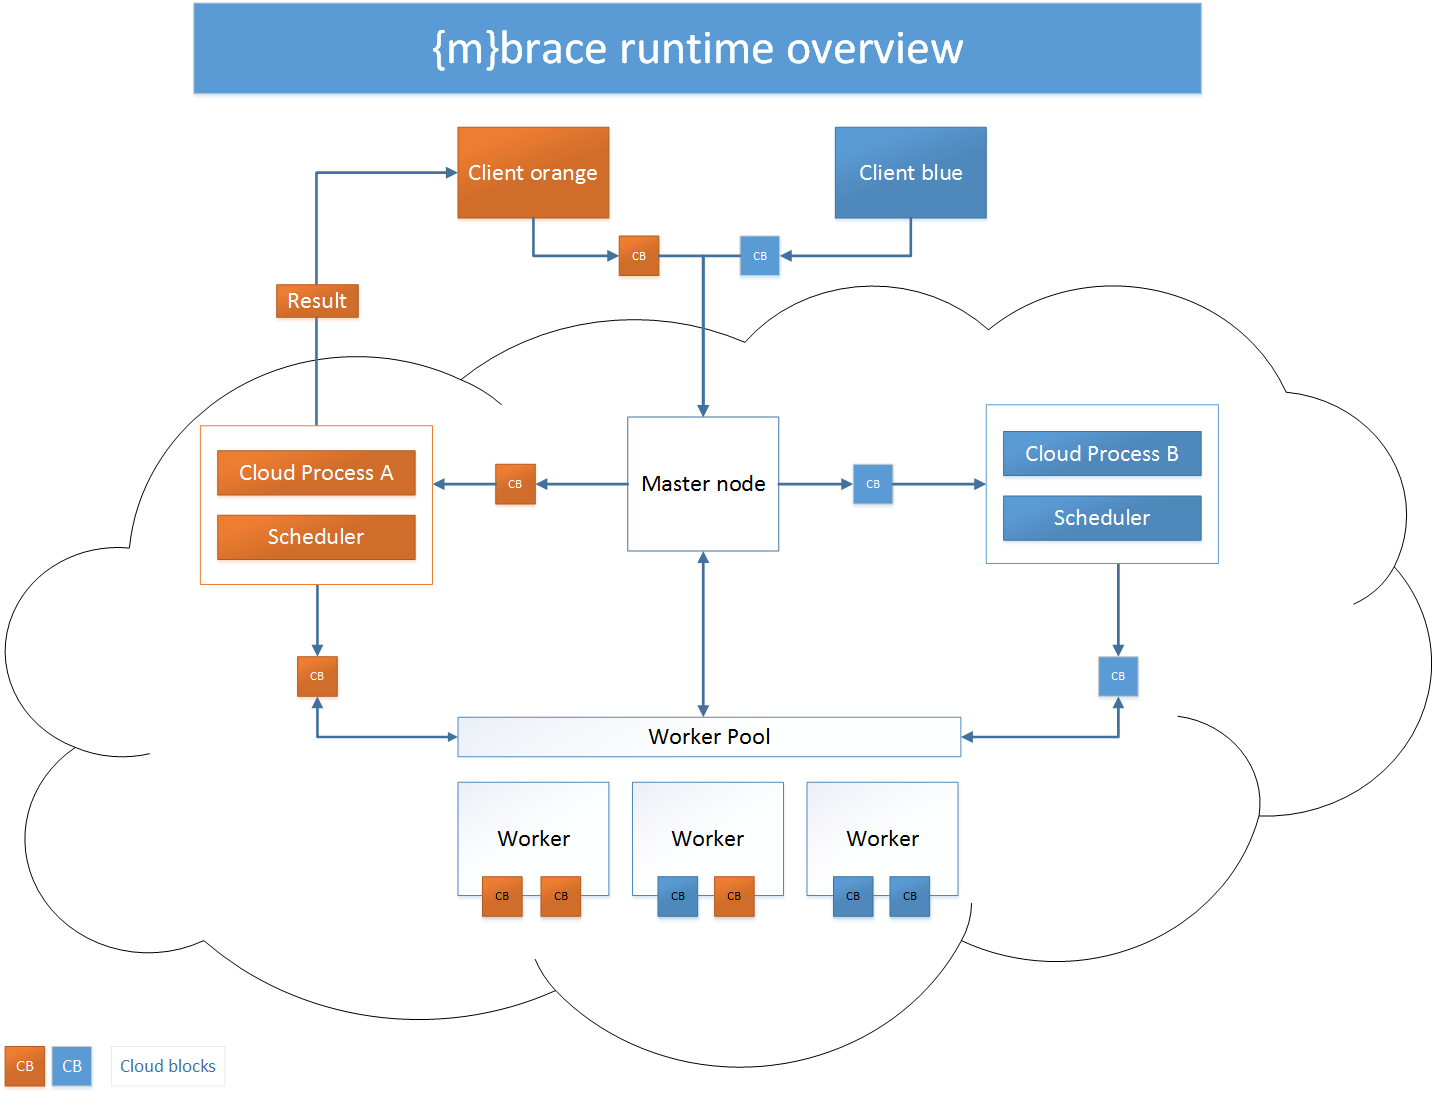 {m}brace runtime overview
Client orange
Client blue
CB
CB
Result
Cloud Process A
Scheduler
CB
Master node
CB
Cloud Process B
Scheduler
CB
CB
Worker Pool
Worker
Worker
Worker
CB
CB
CB
CB
CB
CB
CB
CB
Cloud blocks